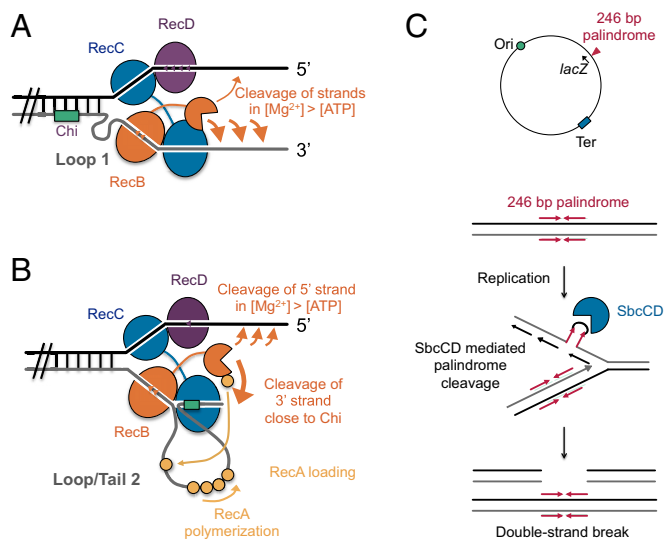 A
RecD
RecC
5’
Cleavage of strands
in [Mg2+] > [ATP]
Chi
Loop 1
3’
RecB
B
RecD
Cleavage of 5’ strand
in [Mg2+] > [ATP]
RecC
5’
Cleavage of
3’ strand
close to Chi
RecB
Loop/Tail 2
RecA loading
RecA
polymerization
C
246 bp
palindrome
Ori
lacZ
Ter
246 bp palindrome
Replication
SbcCD
SbcCD mediated
palindrome
cleavage
Double-strand break